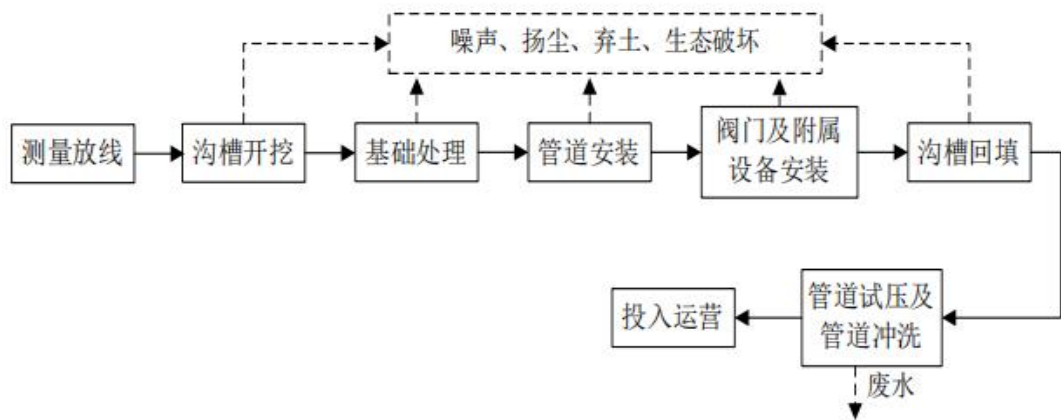 噪声、扬尘、弃土、生态破坏
测量放线
沟槽开挖
基础处理
管道安装
阀门及附属
设备安装
沟槽回填
投入运营
管道试压及
管道冲洗
废水